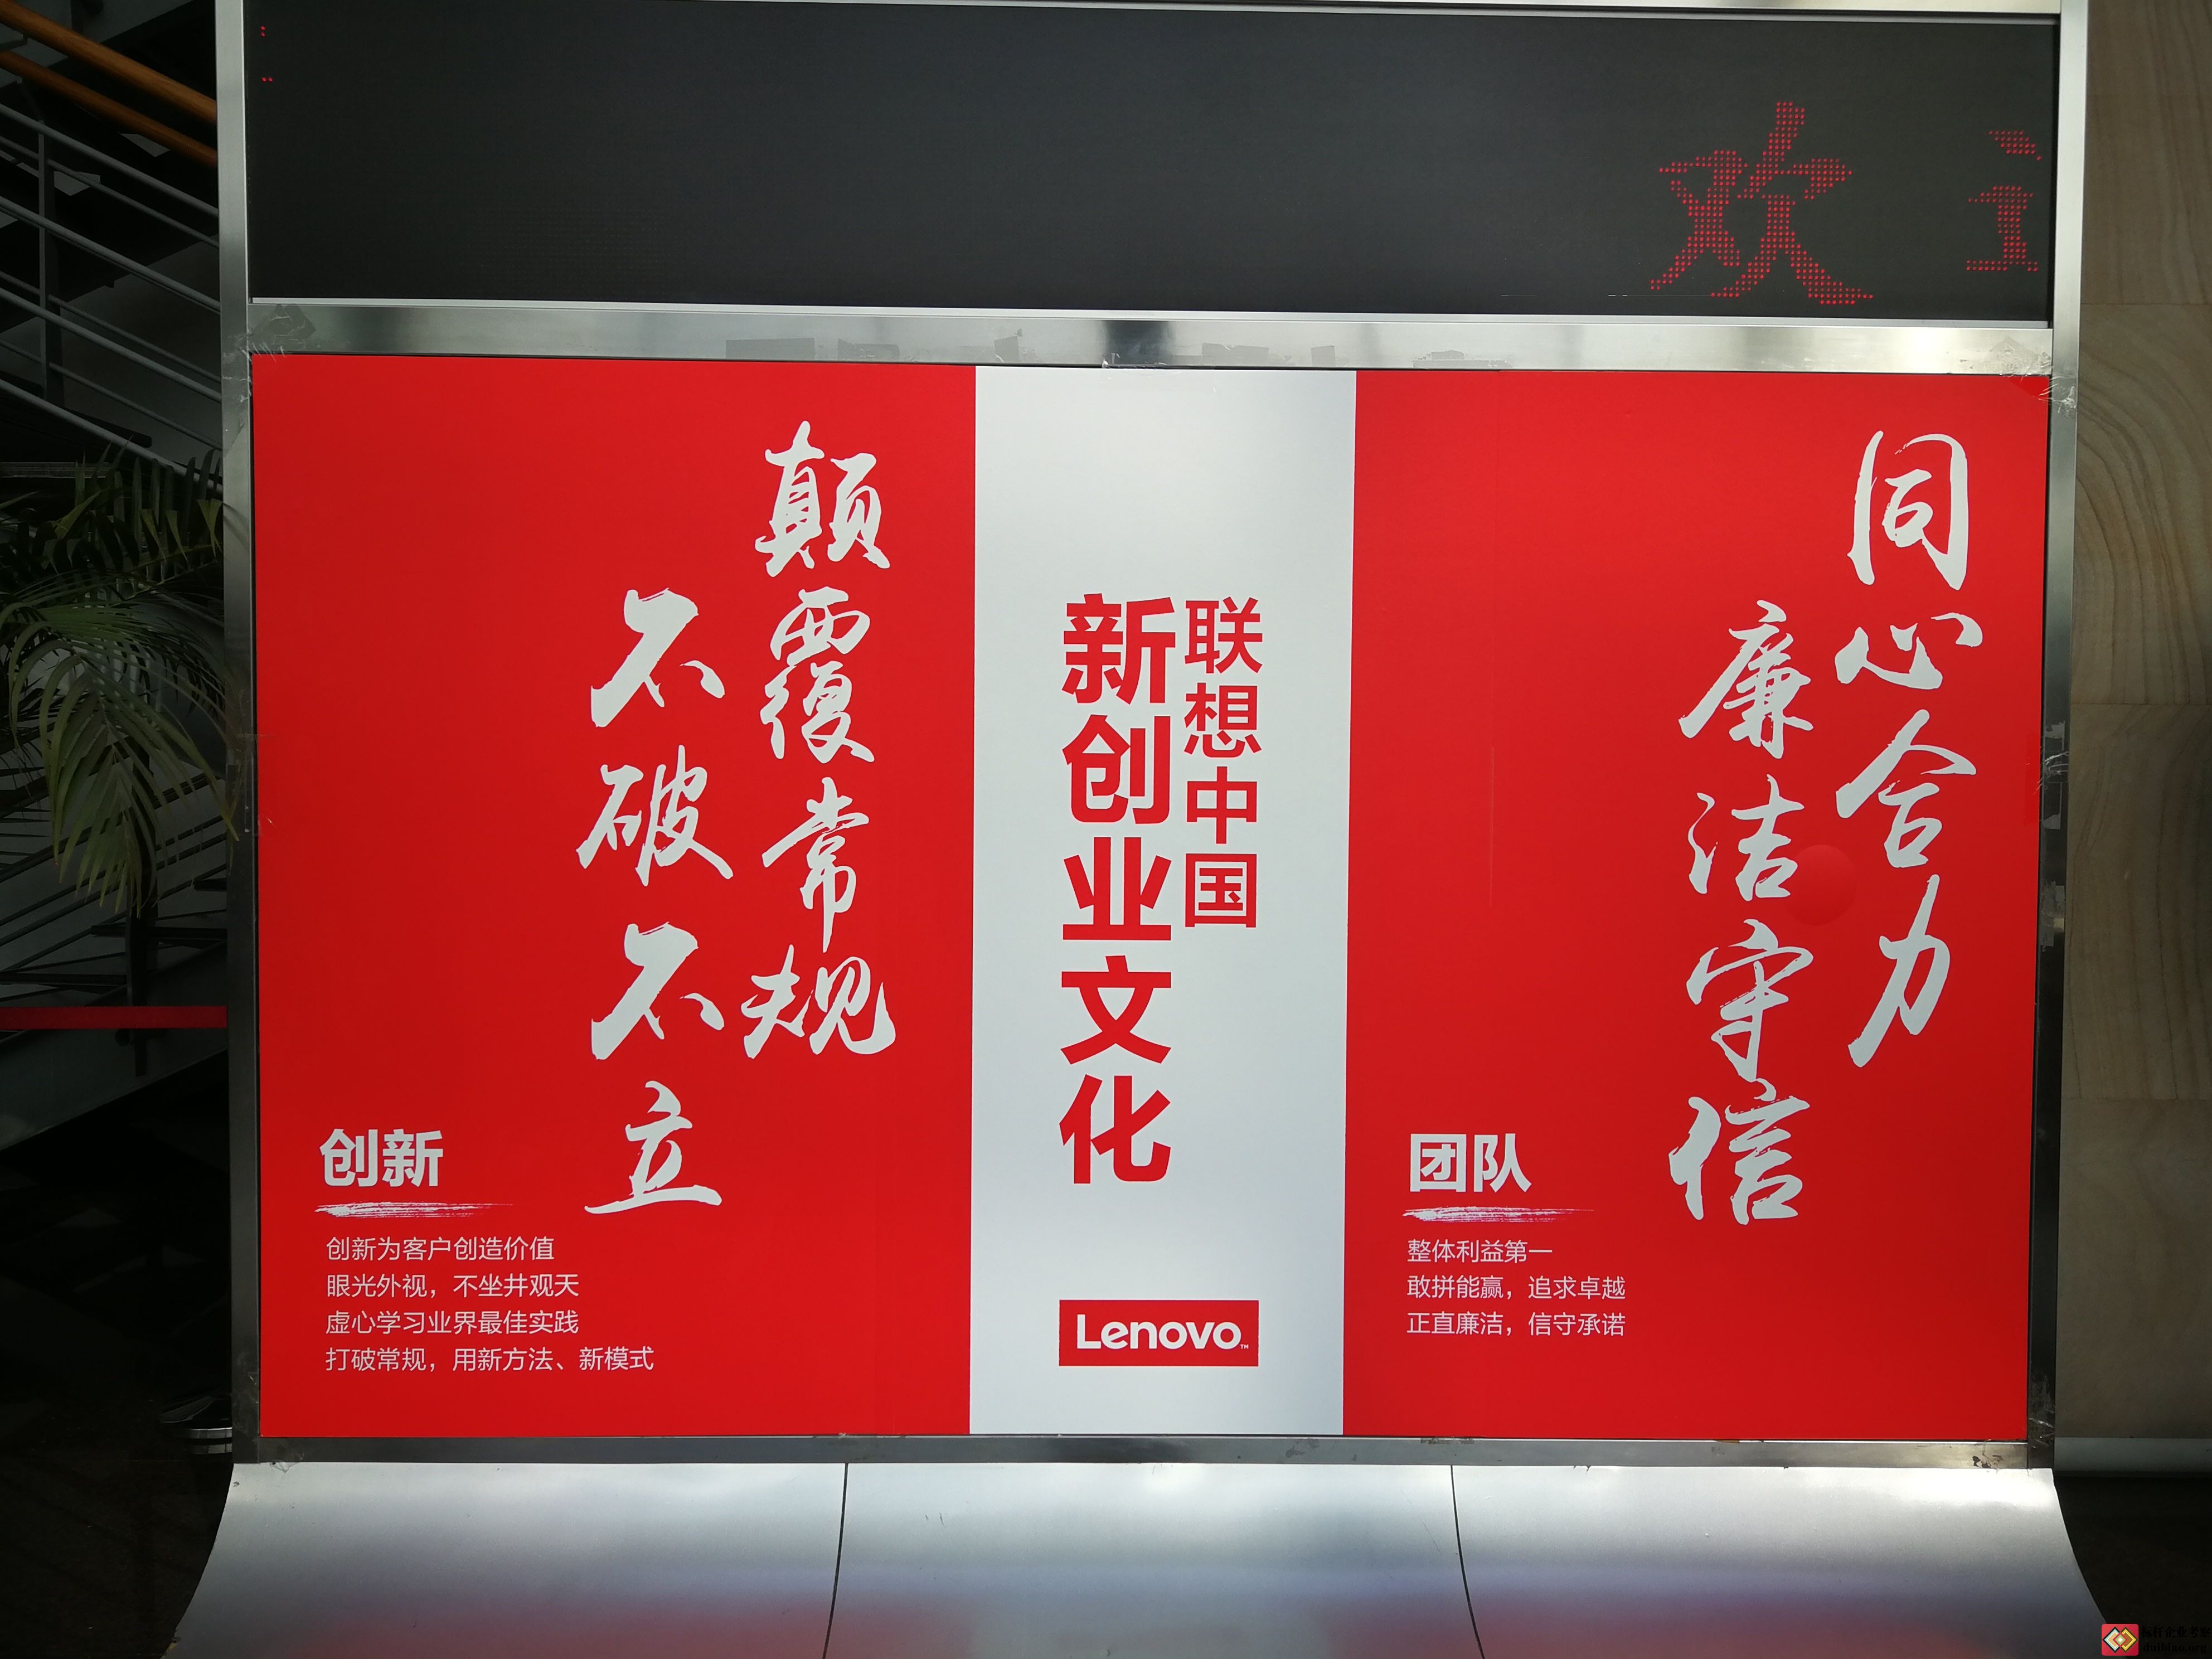 欢
同心合力
廉洁守信
团队
整体利益第一
敢拼能赢，追求卓越
正直廉洁，信守承诺
联想中国
新创业文化
Lenovo™
颠覆常规
不破不立
创新
创新为客户创造价值
眼光外视，不坐井观天
虚心学习业界最佳实践
打破常规，用新方法、新模式